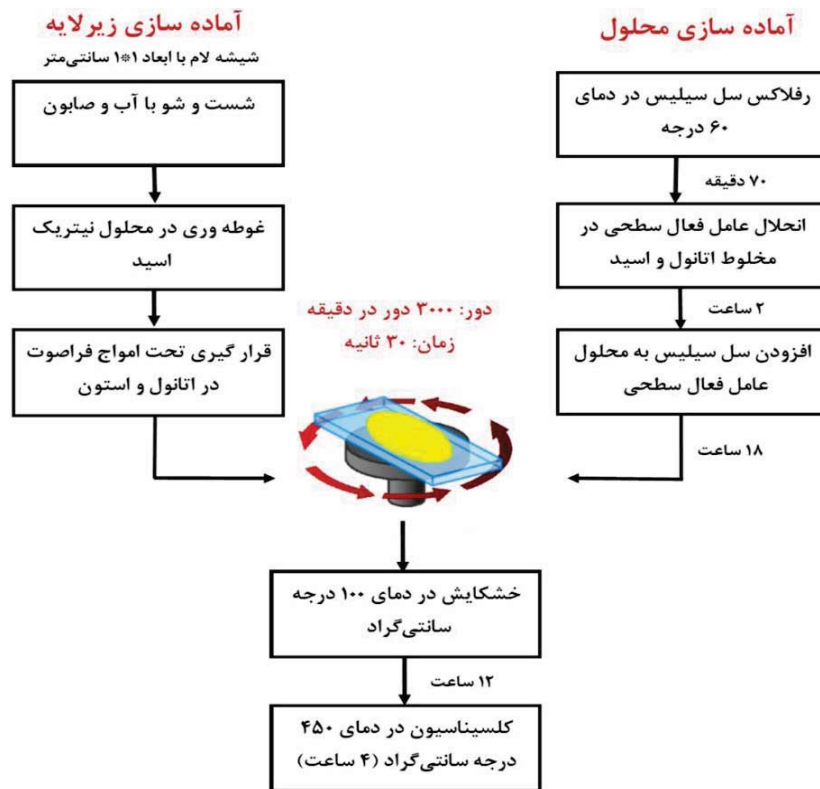 آماده سازی محلول
رفلاکس سل سیلیس در دمای
۶۰ درجه
۷۰ دقیقه
انحلال عامل فعال سطحی در
مخلوط اتانول و اسید
۲ ساعت
افزودن سل سیلیس به محلول
عامل فعال سطحی
۱۸ ساعت
آماده سازی زیرلایه
شیشه لام با ابعاد ۱*۱ سانتی‌متر
شست و شو با آب و صابون
غوطه وری در محلول نیتریک
اسید
قرار گیری تحت امواج فراصوت
در اتانول و استون
دور: ۳۰۰۰ دور در دقیقه
زمان: ۳۰ ثانیه
خشکایش در دمای ۱۰۰ درجه
سانتی‌گراد
۱۲ ساعت
کلسیناسیون در دمای ۴۵۰
درجه سانتی‌گراد (۴ ساعت)